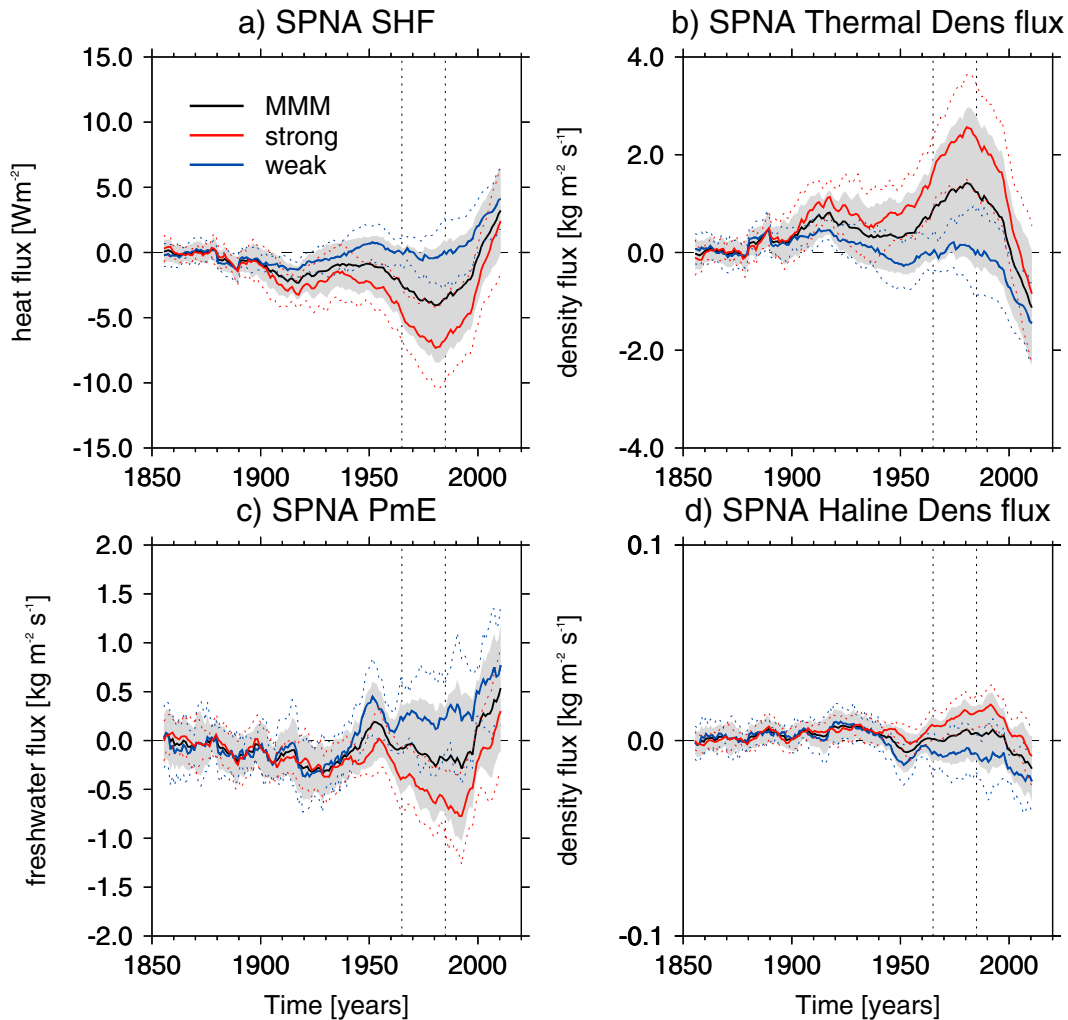 a) SPNA SHF
15.0
10.0
5.0
0.0
-5.0
-10.0
-15.0
heat flux [Wm⁻²]
MMM
strong
weak
1850 1900 1950 2000
b) SPNA Thermal Dens flux
4.0
2.0
0.0
-2.0
-4.0
density flux [kg m⁻² s⁻¹]
1850 1900 1950 2000
c) SPNA PmE
2.0
1.5
1.0
0.5
0.0
-0.5
-1.0
-1.5
-2.0
freshwater flux [kg m⁻² s⁻¹]
1850 1900 1950 2000
Time [years]
d) SPNA Haline Dens flux
0.1
0.0
-0.1
density flux [kg m⁻² s⁻¹]
1850 1900 1950 2000
Time [years]